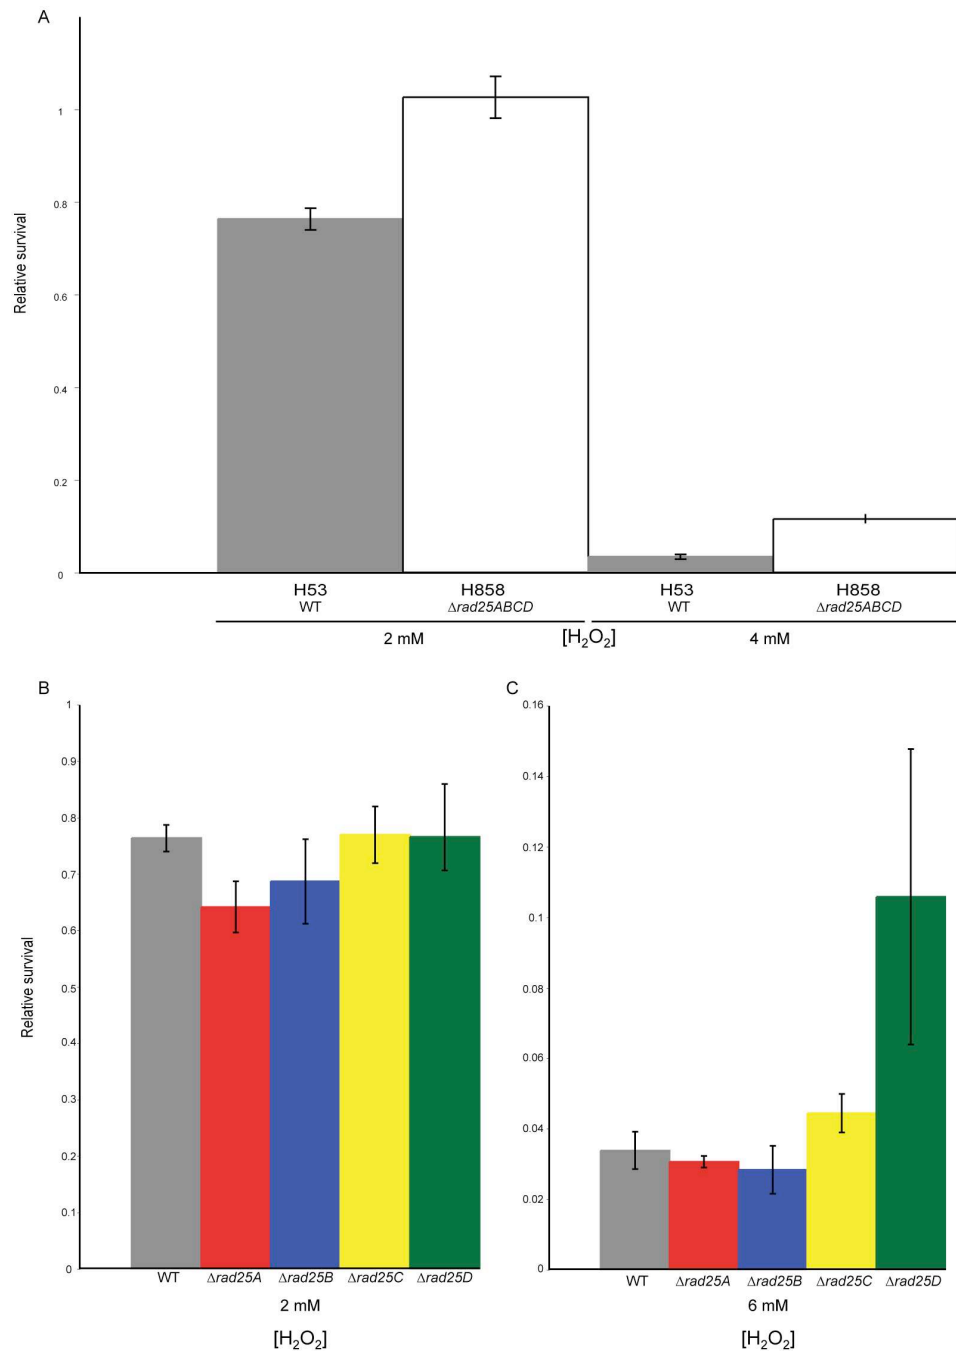 A
Relative survival
1
0.8
0.6
0.4
0.2
0
H53 H858 H53 H858
WT Δrad25ABCD WT Δrad25ABCD
2 mM [H₂O₂] 4 mM
B
Relative survival
1
0.9
0.8
0.7
0.6
0.5
0.4
0.3
0.2
0.1
0
WT Δrad25A Δrad25B Δrad25C Δrad25D
2 mM
[H₂O₂]
C
0.16
0.14
0.12
0.1
0.08
0.06
0.04
0.02
0
WT Δrad25A Δrad25B Δrad25C Δrad25D
6 mM
[H₂O₂]